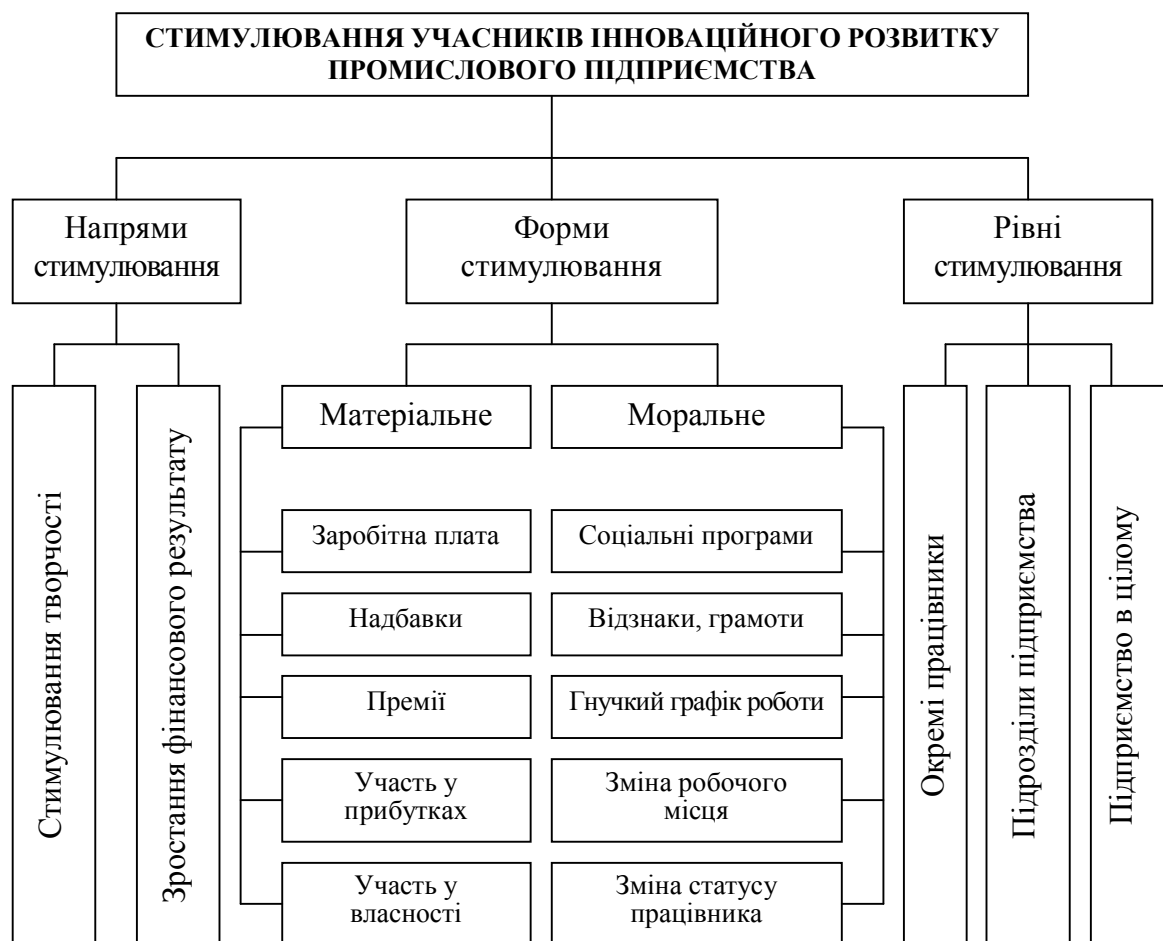 СТИМУЛЮВАННЯ УЧАСНИКІВ ІННОВАЦІЙНОГО РОЗВИТКУ
ПРОМИСЛОВОГО ПІДПРИЄМСТВА
Напрями
стимулювання
Форми
стимулювання
Рівні
стимулювання
Стимулювання творчості
Зростання фінансового результату
Матеріальне
Моральне
Заробітна плата
Соціальні програми
Надбавки
Відзнаки, грамоти
Премії
Гнучкий графік роботи
Участь у
прибутках
Зміна робочого
місця
Участь у
власності
Зміна статусу
працівника
Окремі працівники
Підрозділи підприємства
Підприємство в цілому